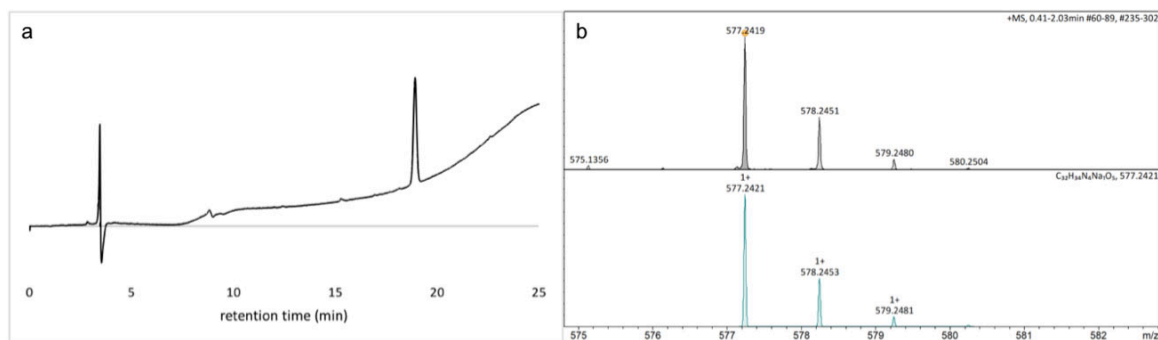 a
0 5 10 15 20 25
retention time (min)
b
+MS, 0.41-2.03min #60-89, #235-302
577.2419
578.2451
575.1356
579.2480
580.2504
C₃₂H₃₄N₄Na₁O₅, 577.2421
1+
577.2421
1+
578.2453
1+
579.2481
575 576 577 578 579 580 581 582 m/z